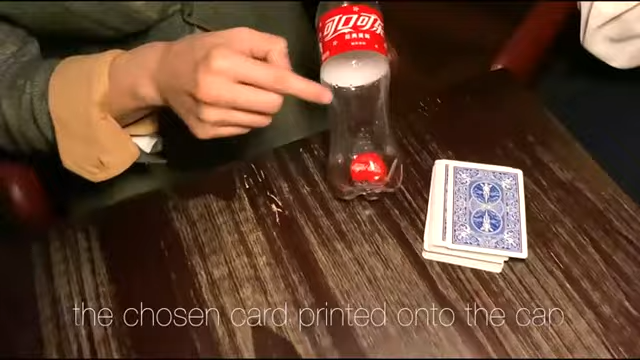 可口可乐
the chosen card printed onto the cap